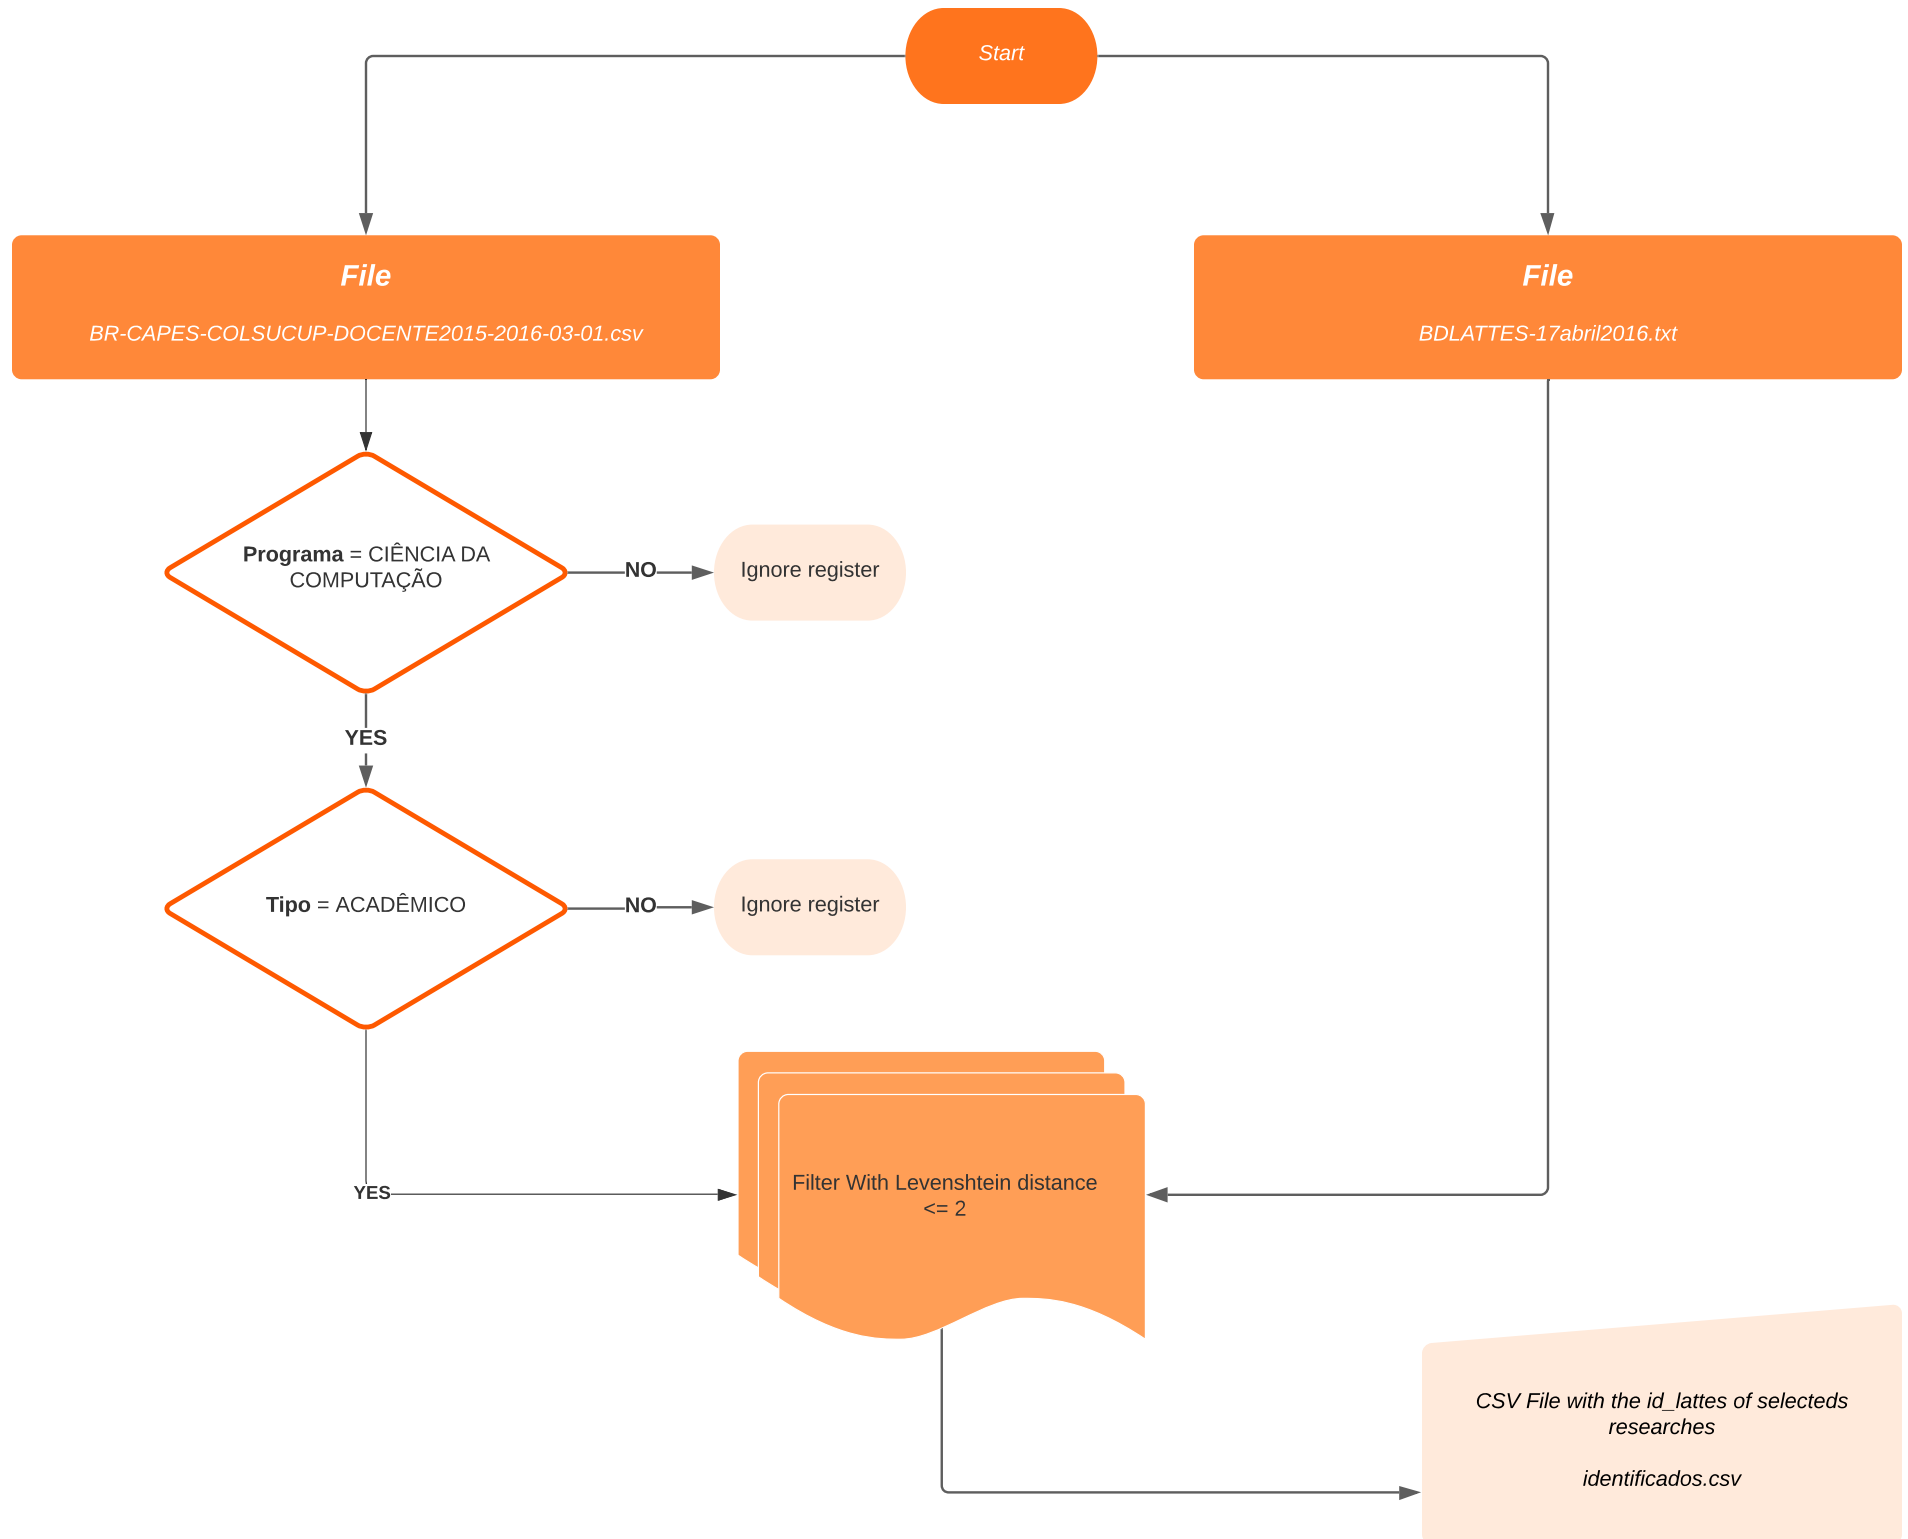 Start
File
BR-CAPES-COLSUCUP-DOCENTE2015-2016-03-01.csv
File
BDLATTES-17abril2016.txt
Programa = CIÊNCIA DA
COMPUTAÇÃO
NO
Ignore register
YES
Tipo = ACADÊMICO
NO
Ignore register
YES
Filter With Levenshtein distance
<= 2
CSV File with the id_lattes of selecteds
researches
identificados.csv